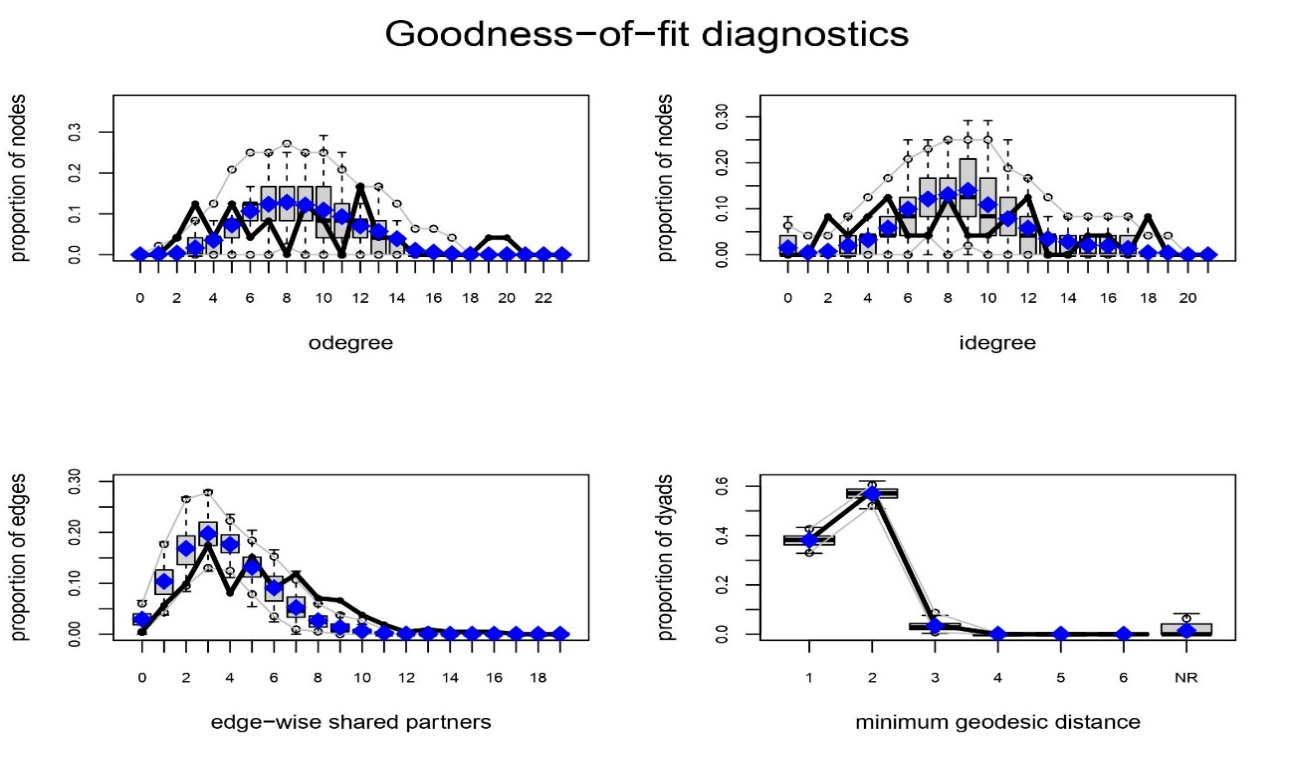 Goodness−of−fit diagnostics
proportion of nodes
0.0 0.1 0.2 0.3
0 2 4 6 8 10 12 14 16 18 20 22
odegree
proportion of nodes
0.00 0.10 0.20 0.30
0 2 4 6 8 10 12 14 16 18 20
idegree
proportion of edges
0.00 0.10 0.20 0.30
0 2 4 6 8 10 12 14 16 18
edge−wise shared partners
proportion of dyads
0.0 0.2 0.4 0.6
1 2 3 4 5 6 NR
minimum geodesic distance